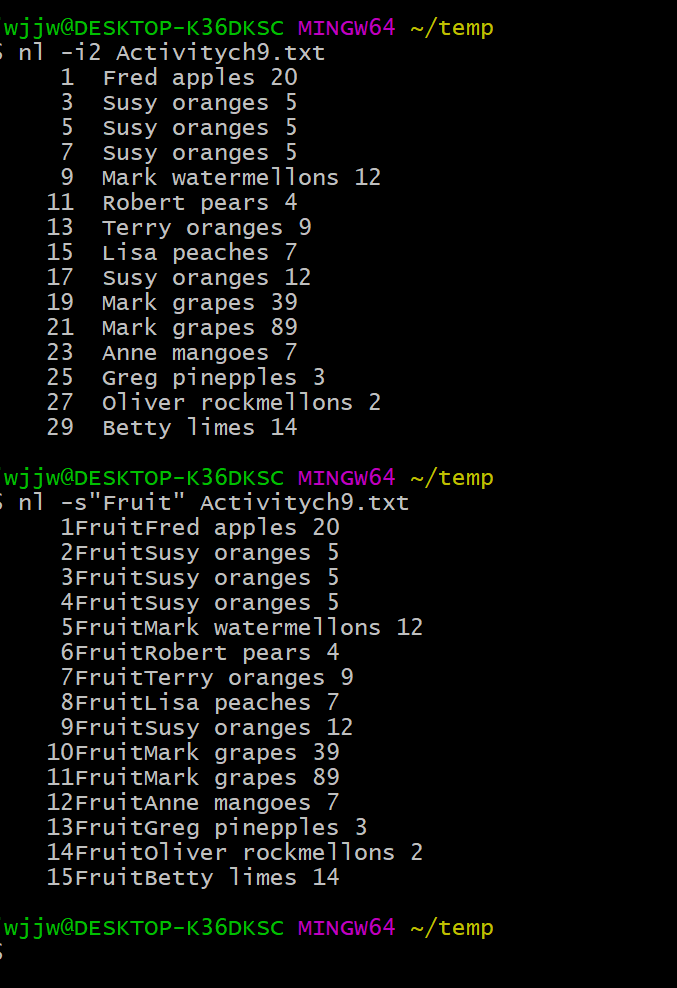 wjjw@DESKTOP-K36DKSC MINGW64 ~/temp
$ nl -i2 Activitych9.txt
     1  Fred apples 20
     3  Susy oranges 5
     5  Susy oranges 5
     7  Susy oranges 5
     9  Mark watermellons 12
    11  Robert pears 4
    13  Terry oranges 9
    15  Lisa peaches 7
    17  Susy oranges 12
    19  Mark grapes 39
    21  Mark grapes 89
    23  Anne mangoes 7
    25  Greg pinepples 3
    27  Oliver rockmellons 2
    29  Betty limes 14
wjjw@DESKTOP-K36DKSC MINGW64 ~/temp
$ nl -s"Fruit" Activitych9.txt
     1FruitFred apples 20
     2FruitSusy oranges 5
     3FruitSusy oranges 5
     4FruitSusy oranges 5
     5FruitMark watermellons 12
     6FruitRobert pears 4
     7FruitTerry oranges 9
     8FruitLisa peaches 7
     9FruitSusy oranges 12
    10FruitMark grapes 39
    11FruitMark grapes 89
    12FruitAnne mangoes 7
    13FruitGreg pinepples 3
    14FruitOliver rockmellons 2
    15FruitBetty limes 14
wjjw@DESKTOP-K36DKSC MINGW64 ~/temp
$